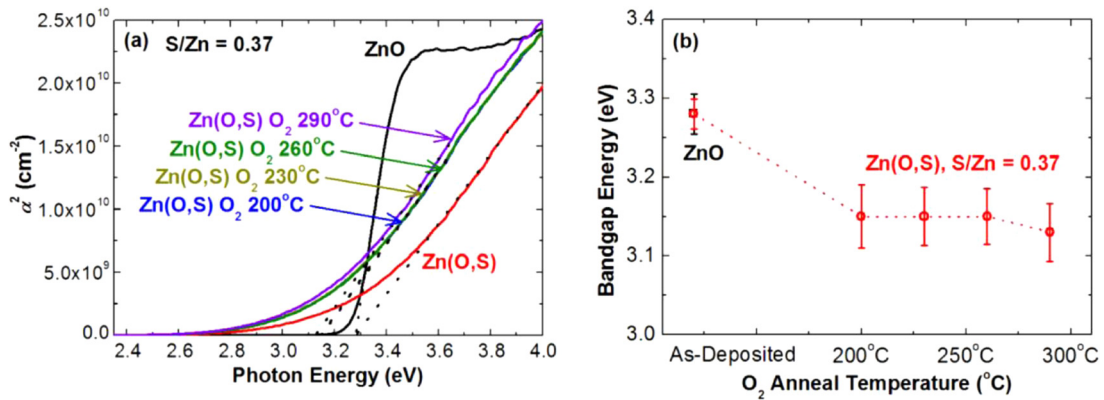 (a)
S/Zn = 0.37
ZnO
Zn(O,S) O2 290°C
Zn(O,S) O2 260°C
Zn(O,S) O2 230°C
Zn(O,S) O2 200°C
Zn(O,S)
α2 (cm-2)
2.5x10^10
2.0x10^10
1.5x10^10
1.0x10^10
5.0x10^9
0.0
2.4 2.6 2.8 3.0 3.2 3.4 3.6 3.8 4.0
Photon Energy (eV)
(b)
ZnO
Zn(O,S), S/Zn = 0.37
Bandgap Energy (eV)
3.4
3.3
3.2
3.1
3.0
As-Deposited 200°C 250°C 300°C
O2 Anneal Temperature (°C)